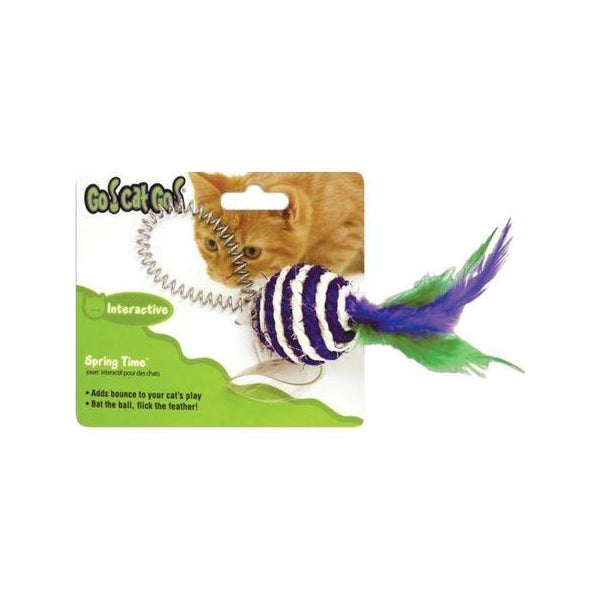 Go! Cat Go!®
Interactive
Spring Time™
jouet interactif pour des chats
• Adds bounce to your cat's play
• Bat the ball, flick the feather!